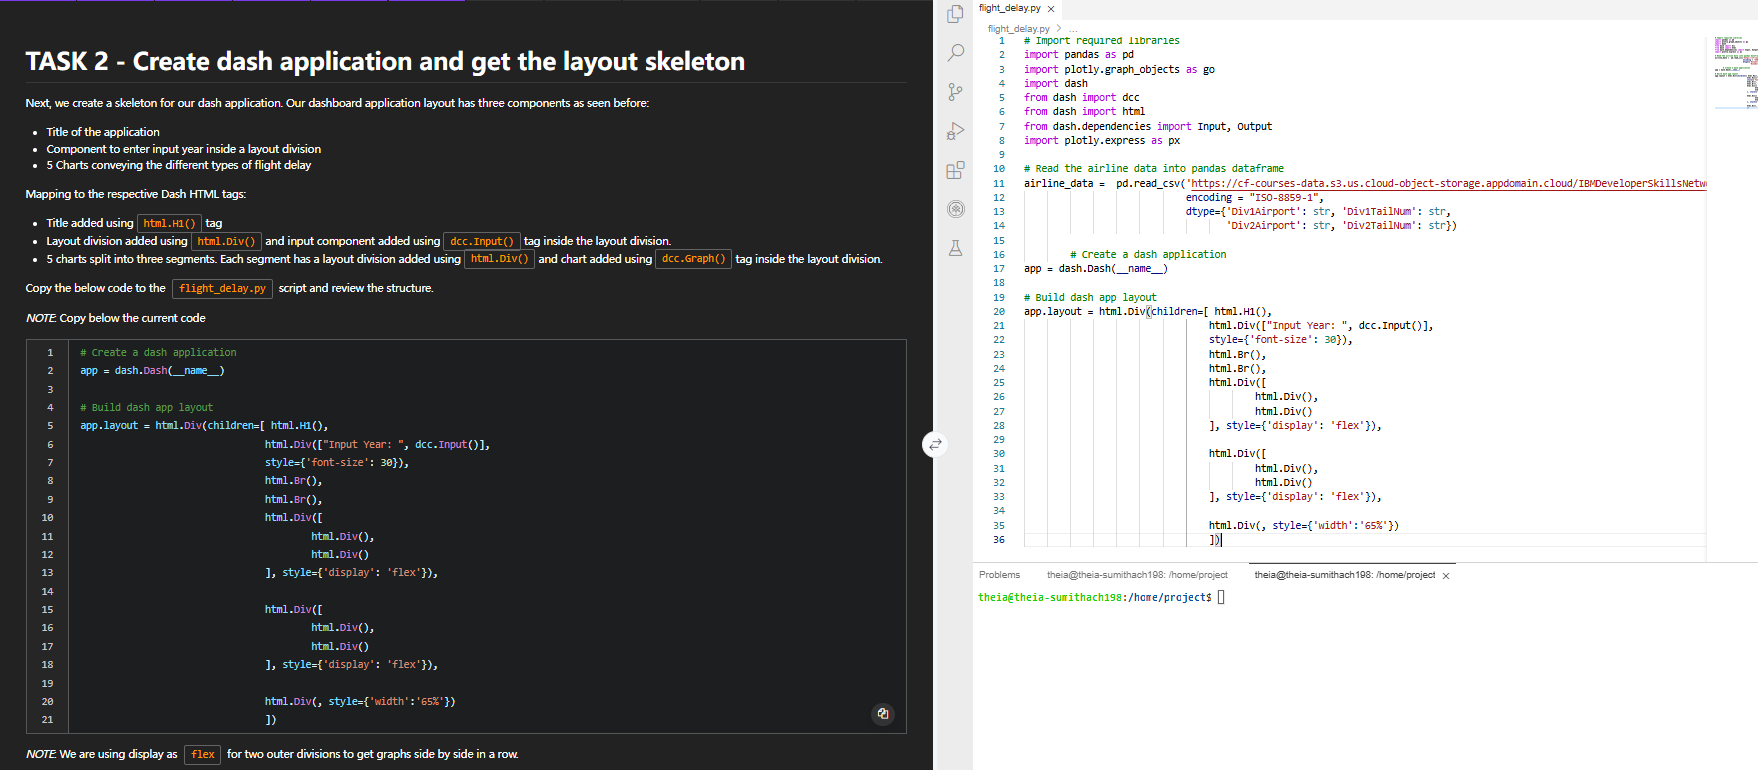 TASK 2 - Create dash application and get the layout skeleton
Next, we create a skeleton for our dash application. Our dashboard application layout has three components as seen before:
Title of the application
Component to enter input year inside a layout division
5 Charts conveying the different types of flight delay
Mapping to the respective Dash HTML tags:
Title added using html.H1() tag
Layout division added using html.Div() and input component added using dcc.Input() tag inside the layout division.
5 charts split into three segments. Each segment has a layout division added using html.Div() and chart added using dcc.Graph() tag inside the layout division.
Copy the below code to the flight_delay.py script and review the structure.
NOTE: Copy below the current code
1 # Create a dash application
2 app = dash.Dash(__name__)
3
4 # Build dash app layout
5 app.layout = html.Div(children=[ html.H1(),
6 html.Div(["Input Year: ", dcc.Input()],
7 style={'font-size': 30}),
8 html.Br(),
9 html.Br(),
10 html.Div([
11 html.Div(),
12 html.Div()
13 ], style={'display': 'flex'}),
14
15 html.Div([
16 html.Div(),
17 html.Div()
18 ], style={'display': 'flex'}),
19
20 html.Div(, style={'width':'65%'})
21 ])
NOTE: We are using display as flex for two outer divisions to get graphs side by side in a row.
flight_delay.py ×
flight_delay.py > ...
1 # Import required libraries
2 import pandas as pd
3 import plotly.graph_objects as go
4 import dash
5 from dash import dcc
6 from dash import html
7 from dash.dependencies import Input, Output
8 import plotly.express as px
9
10 # Read the airline data into pandas dataframe
11 airline_data =  pd.read_csv('https://cf-courses-data.s3.us.cloud-object-storage.appdomain.cloud/IBMDeveloperSkillsNetw
12 encoding = "ISO-8859-1",
13 dtype={'Div1Airport': str, 'Div1TailNum': str,
14 'Div2Airport': str, 'Div2TailNum': str})
15
16 # Create a dash application
17 app = dash.Dash(__name__)
18
19 # Build dash app layout
20 app.layout = html.Div(children=[ html.H1(),
21 html.Div(["Input Year: ", dcc.Input()],
22 style={'font-size': 30}),
23 html.Br(),
24 html.Br(),
25 html.Div([
26 html.Div(),
27 html.Div()
28 ], style={'display': 'flex'}),
29
30 html.Div([
31 html.Div(),
32 html.Div()
33 ], style={'display': 'flex'}),
34
35 html.Div(, style={'width':'65%'})
36 ])
Problems theia@theia-sumithach198: /home/project theia@theia-sumithach198: /home/project ×
theia@theia-sumithach198:/home/project$